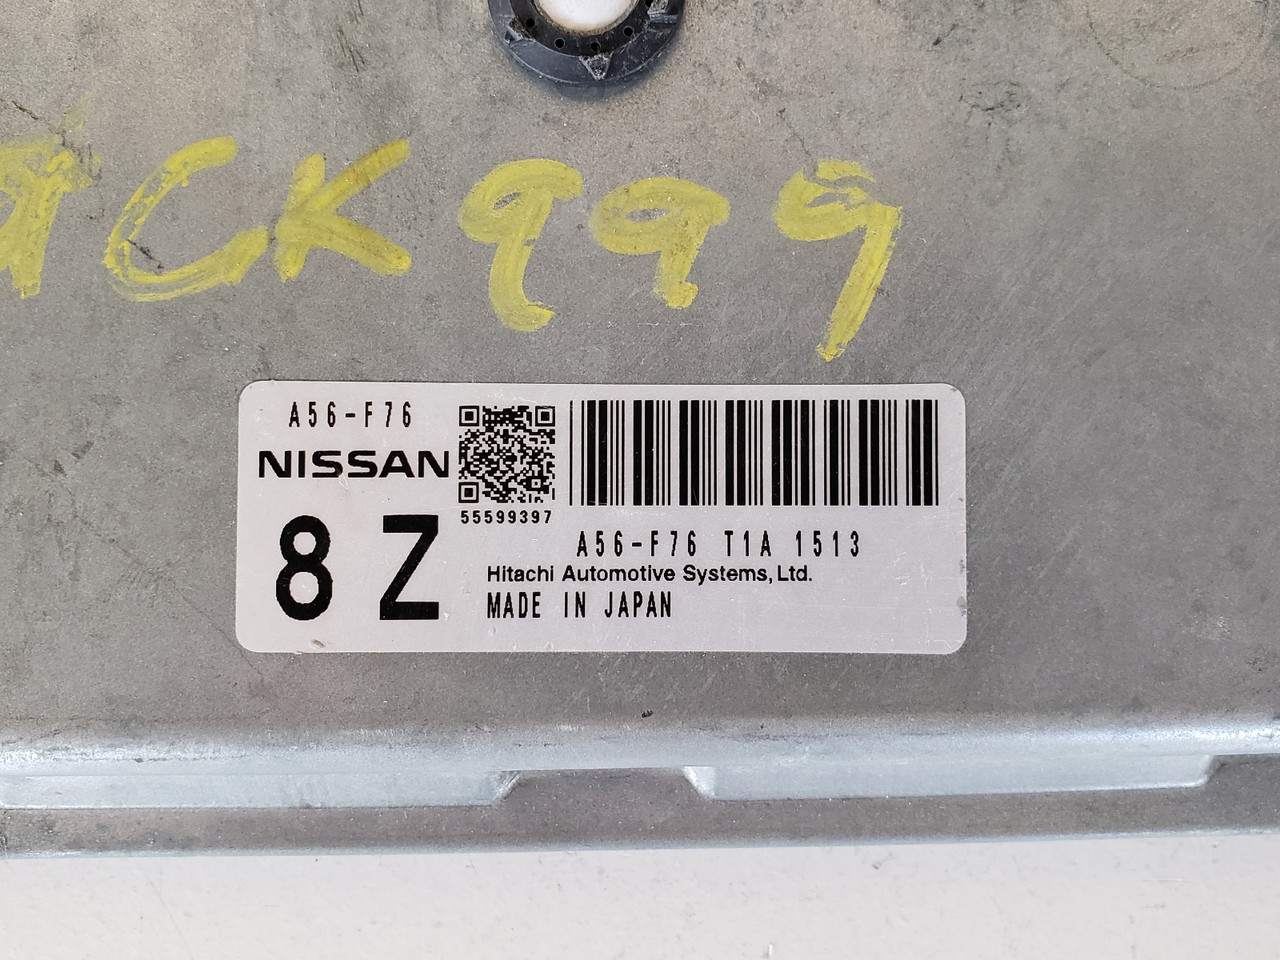 CK999
A56-F76
NISSAN
55599397
8 Z
A56-F76 T1A 1513
Hitachi Automotive Systems, Ltd.
MADE IN JAPAN